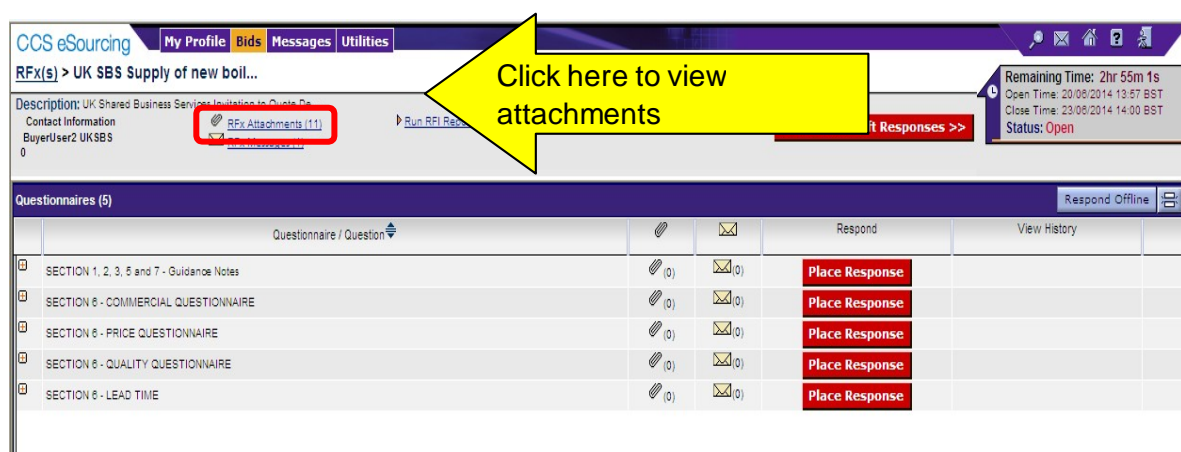 CCS eSourcing My Profile Bids Messages Utilities
RFx(s) > UK SBS Supply of new boil...
Click here to view
attachments
Remaining Time: 2hr 55m 1s
Open Time: 20/06/2014 13:57 BST
Close Time: 23/06/2014 14:00 BST
Status: Open
Description: UK Shared Business Services Invitation to Quote De
Contact Information
RFx Attachments (11)
Run RFI Repo
BuyerUser2 UKSBS
RFx Messages (1)
0
Responses >>
Questionnaires (5)
Respond Offline
Questionnaire / Question Respond View History
SECTION 1, 2, 3, 5 and 7 - Guidance Notes (0) (0) Place Response
SECTION 6 - COMMERCIAL QUESTIONNAIRE (0) (0) Place Response
SECTION 6 - PRICE QUESTIONNAIRE (0) (0) Place Response
SECTION 6 - QUALITY QUESTIONNAIRE (0) (0) Place Response
SECTION 6 - LEAD TIME (0) (0) Place Response